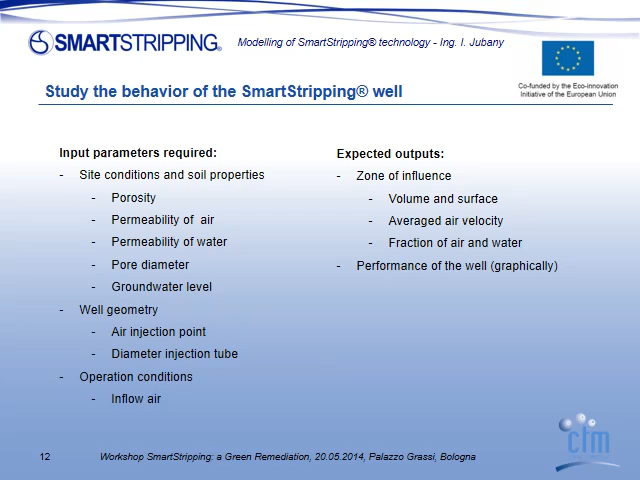 SMARTSTRIPPING®
Modelling of SmartStripping® technology - Ing. I. Jubany
Co-funded by the Eco-innovation
Initiative of the European Union
Study the behavior of the SmartStripping® well
Input parameters required:
- Site conditions and soil properties
- Porosity
- Permeability of  air
- Permeability of water
- Pore diameter
- Groundwater level
- Well geometry
- Air injection point
- Diameter injection tube
- Operation conditions
- Inflow air
Expected outputs:
- Zone of influence
- Volume and surface
- Averaged air velocity
- Fraction of air and water
- Performance of the well (graphically)
12
Workshop SmartStripping: a Green Remediation, 20.05.2014, Palazzo Grassi, Bologna
ctm